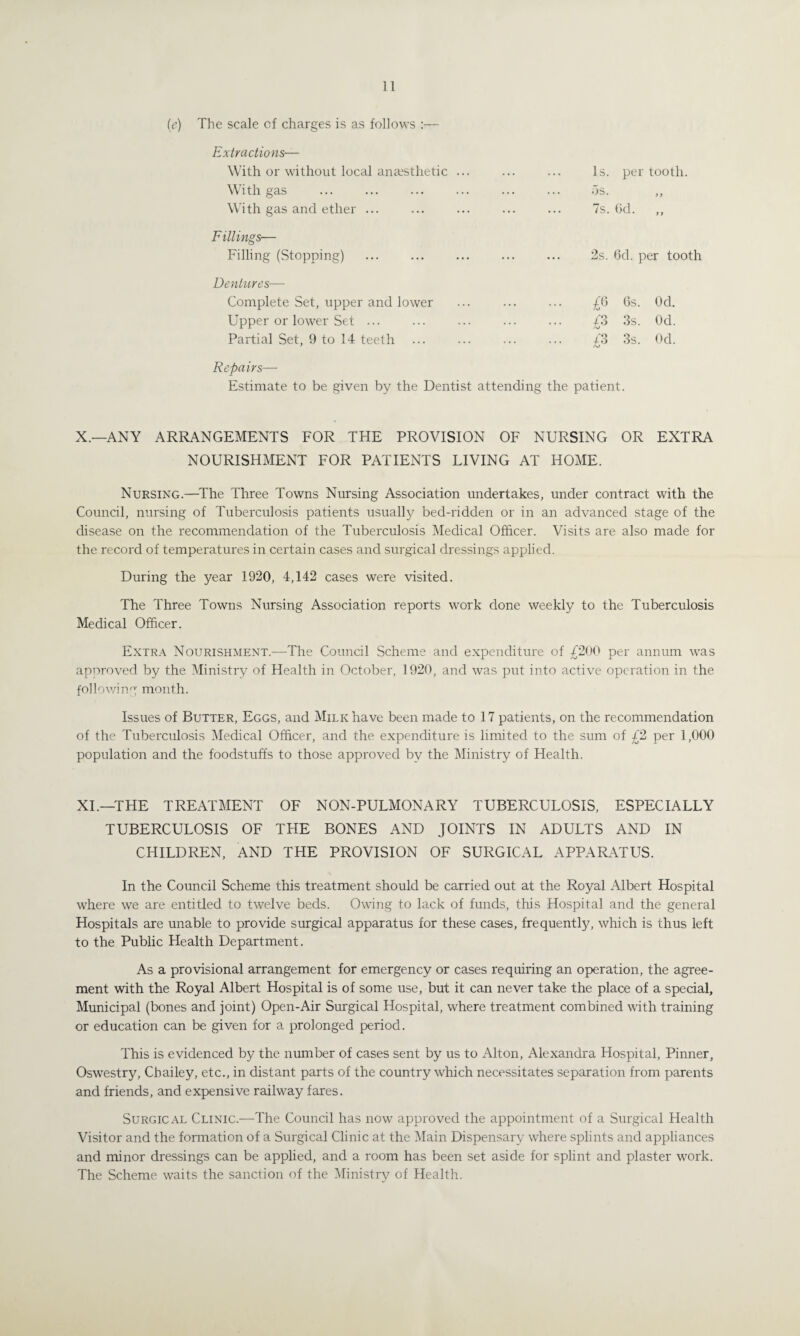 11
(e) The scale of charges is as follows :—
Extractions—
With or without local anæsthetic ... ... ... 1s. per tooth.
With gas ... ... ... ... ... ... 5s. ,,
With gas and ether ... ... ... ... ... 7s. 6d. ,,
Fillings—
Filling (Stopping) ... ... ... ... ... 2s. 6d. per tooth
Dentures—
Complete Set, upper and lower ... ... ... £6 6s. 0d.
Upper or lower Set ... ... ... ... ... £3 3s. 0d.
Partial Set, 9 to 14 teeth ... ... ... ... £3 3s. 0d.
Repairs—
Estimate to be given by the Dentist attending the patient.
X.—ANY ARRANGEMENTS FOR THE PROVISION OF NURSING OR EXTRA
NOURISHMENT FOR PATIENTS LIVING AT HOME.
Nursing.—The Three Towns Nursing Association undertakes, under contract with the
Council, nursing of Tuberculosis patients usually bed-ridden or in an advanced stage of the
disease on the recommendation of the Tuberculosis Medical Officer. Visits are also made for
the record of temperatures in certain cases and surgical dressings applied.
During the year 1920, 4,142 cases were visited.
The Three Towns Nursing Association reports work done weekly to the Tuberculosis
Medical Officer.
Extra Nourishment.—The Council Scheme and expenditure of £200 per annum was
approved by the Ministry of Health in October, 1920, and was put into active operation in the
following month.
Issues of Butter, Eggs, and Milk have been made to 17 patients, on the recommendation
of the Tuberculosis Medical Officer, and the expenditure is limited to the sum of £2 per 1,000
population and the foodstuffs to those approved by the Ministry of Health.
XI.—THE TREATMENT OF NON-PULMONARY TUBERCULOSIS, ESPECIALLY
TUBERCULOSIS OF THE BONES AND JOINTS IN ADULTS AND IN
CHILDREN, AND THE PROVISION OF SURGICAL APPARATUS.
In the Council Scheme this treatment should be carried out at the Royal Albert Hospital
where we are entitled to twelve beds. Owing to lack of funds, this Hospital and the general
Hospitals are unable to provide surgical apparatus for these cases, frequently, which is thus left
to the Public Health Department.
As a provisional arrangement for emergency or cases requiring an operation, the agree-
ment with the Royal Albert Hospital is of some use, but it can never take the place of a special,
Municipal (bones and joint) Open-Air Surgical Hospital, where treatment combined with training
or education can be given for a prolonged period.
This is evidenced by the number of cases sent by us to Alton, Alexandra Hospital, Pinner,
Oswestry, Chailey, etc., in distant parts of the country which necessitates separation from parents
and friends, and expensive railway fares.
Surgical Clinic.—The Council has now approved the appointment of a Surgical Health
Visitor and the formation of a Surgical Clinic at the Main Dispensary where splints and appliances
and minor dressings can be applied, and a room has been set aside for splint and plaster work.
The Scheme waits the sanction of the Ministry of Health.